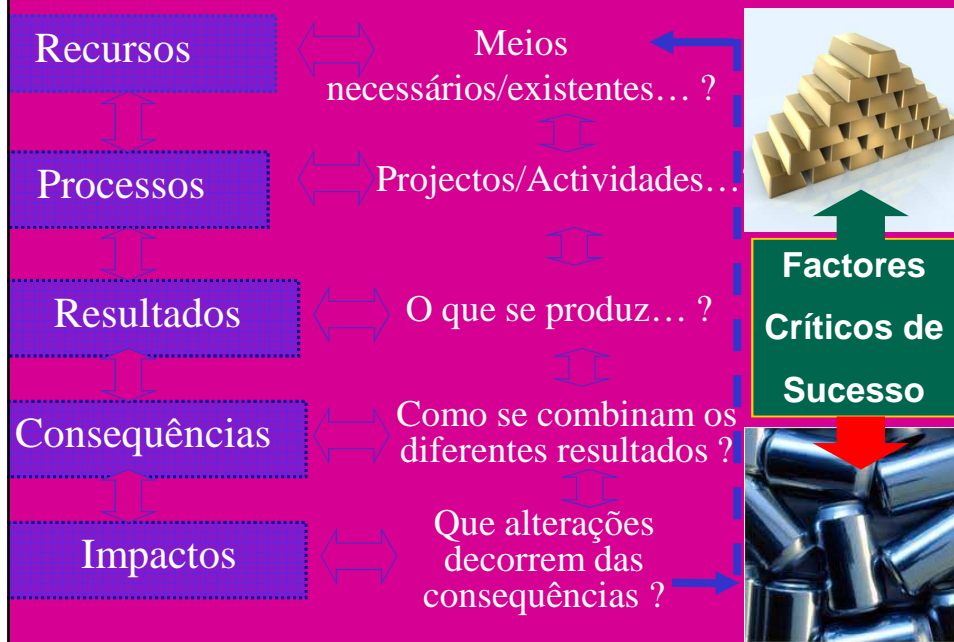 Recursos
Meios
necessários/existentes… ?
Processos
Projectos/Actividades…?
Resultados
O que se produz… ?
Consequências
Como se combinam os
diferentes resultados ?
Impactos
Que alterações
decorrem das
consequências ?
Factores
Críticos de
Sucesso